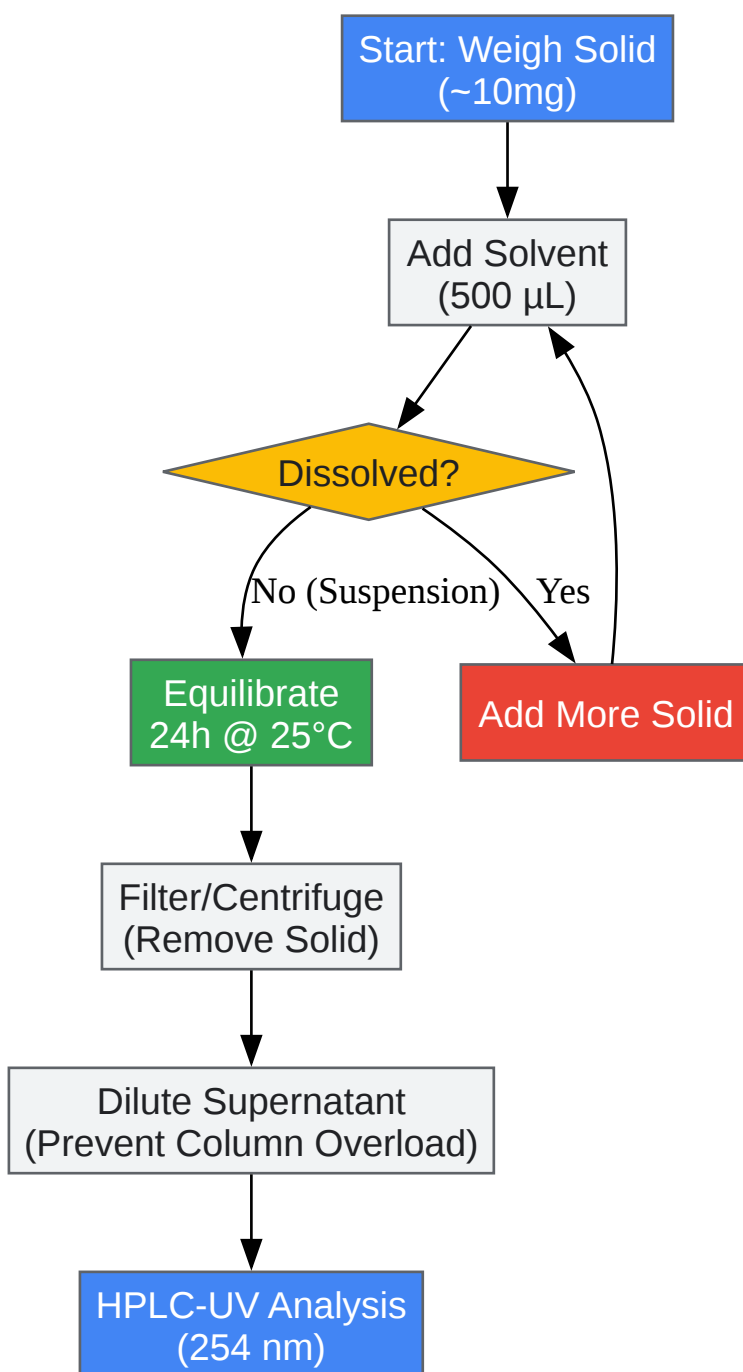 Start: Weigh Solid
(~10mg)
Add Solvent
(500 µL)
Dissolved?
No (Suspension)
Yes
Equilibrate
24h @ 25°C
Add More Solid
Filter/Centrifuge
(Remove Solid)
Dilute Supernatant
(Prevent Column Overload)
HPLC-UV Analysis
(254 nm)